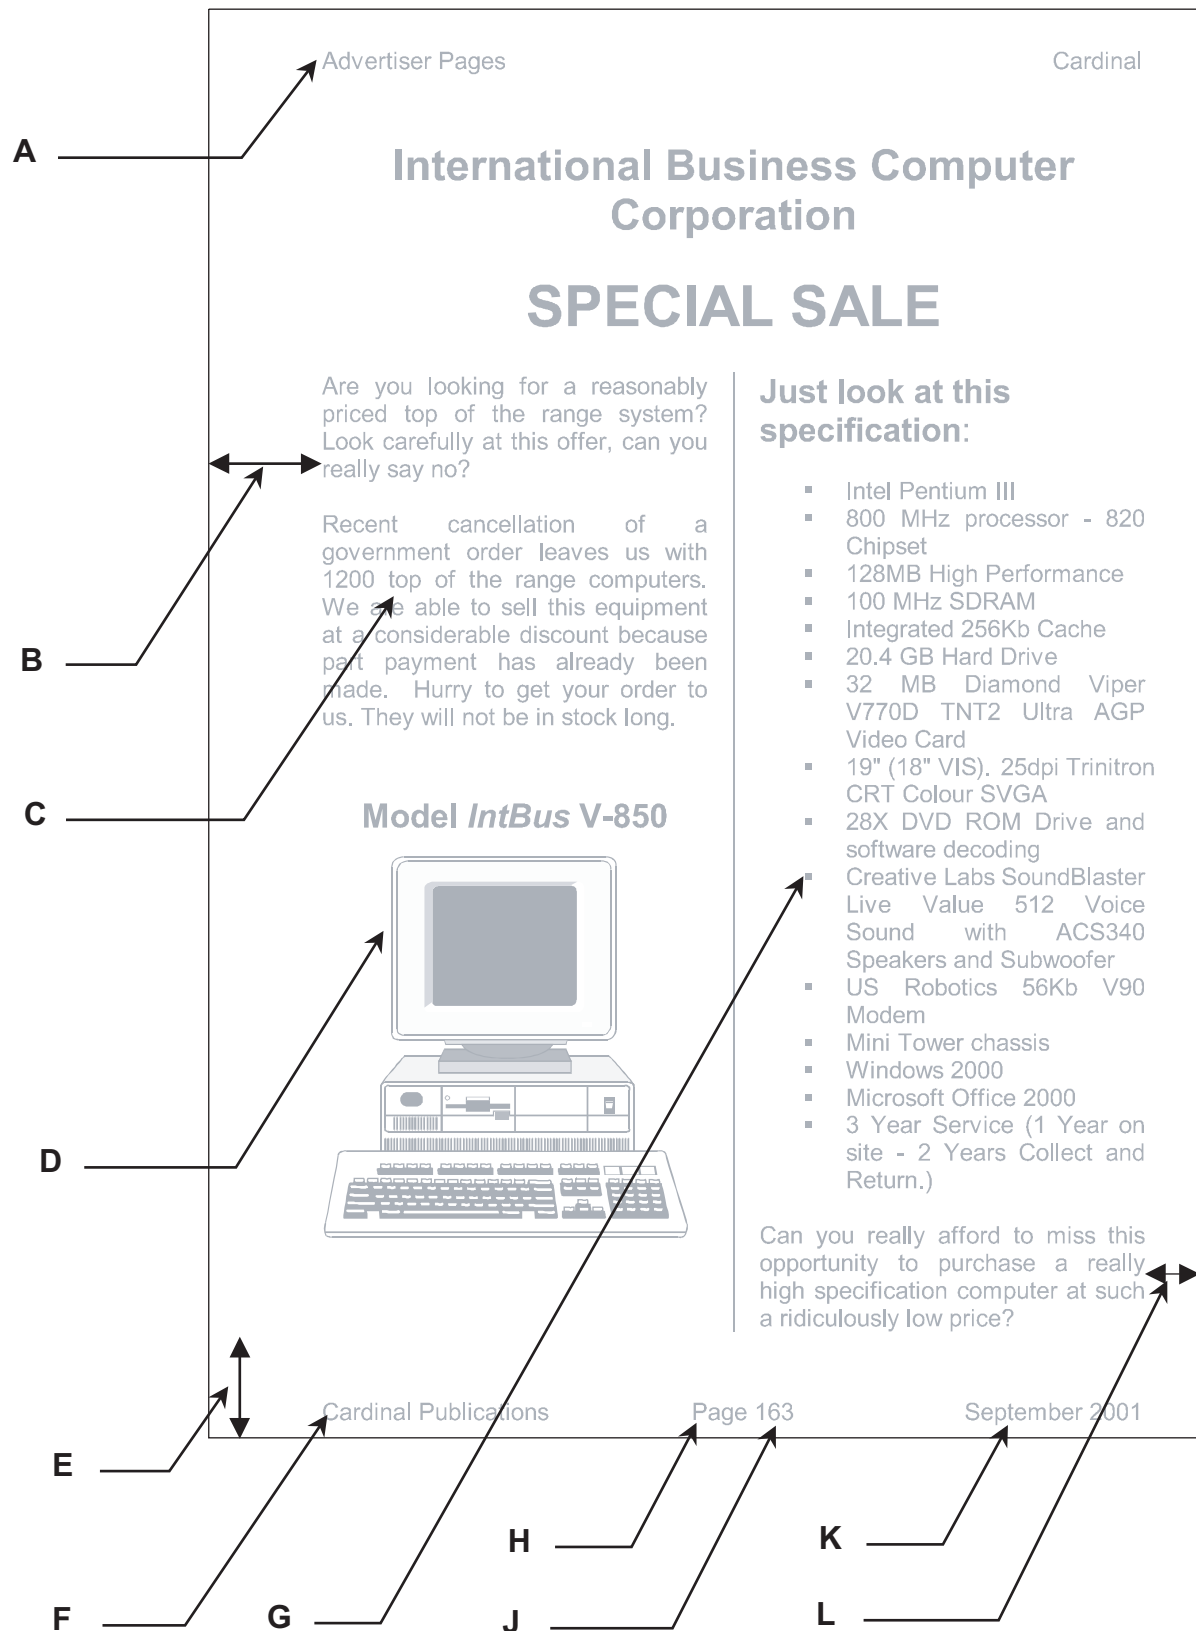 Advertiser Pages Cardinal
A
International Business Computer
Corporation
SPECIAL SALE
Are you looking for a reasonably
priced top of the range system?
Look carefully at this offer, can you
really say no?
Recent cancellation of a
government order leaves us with
1200 top of the range computers.
We are able to sell this equipment
at a considerable discount because
part payment has already been
made. Hurry to get your order to
us. They will not be in stock long.
B
C
Model IntBus V-850
D
Just look at this
specification:
▪ Intel Pentium III
▪ 800 MHz processor - 820
Chipset
▪ 128MB High Performance
▪ 100 MHz SDRAM
▪ Integrated 256Kb Cache
▪ 20.4 GB Hard Drive
▪ 32 MB Diamond Viper
V770D TNT2 Ultra AGP
Video Card
▪ 19" (18" VIS). 25dpi Trinitron
CRT Colour SVGA
▪ 28X DVD ROM Drive and
software decoding
▪ Creative Labs SoundBlaster
Live Value 512 Voice
Sound with ACS340
Speakers and Subwoofer
▪ US Robotics 56Kb V90
Modem
▪ Mini Tower chassis
▪ Windows 2000
▪ Microsoft Office 2000
▪ 3 Year Service (1 Year on
site - 2 Years Collect and
Return.)
Can you really afford to miss this
opportunity to purchase a really
high specification computer at such
a ridiculously low price?
Cardinal Publications Page 163 September 2001
E
H K
F G J L